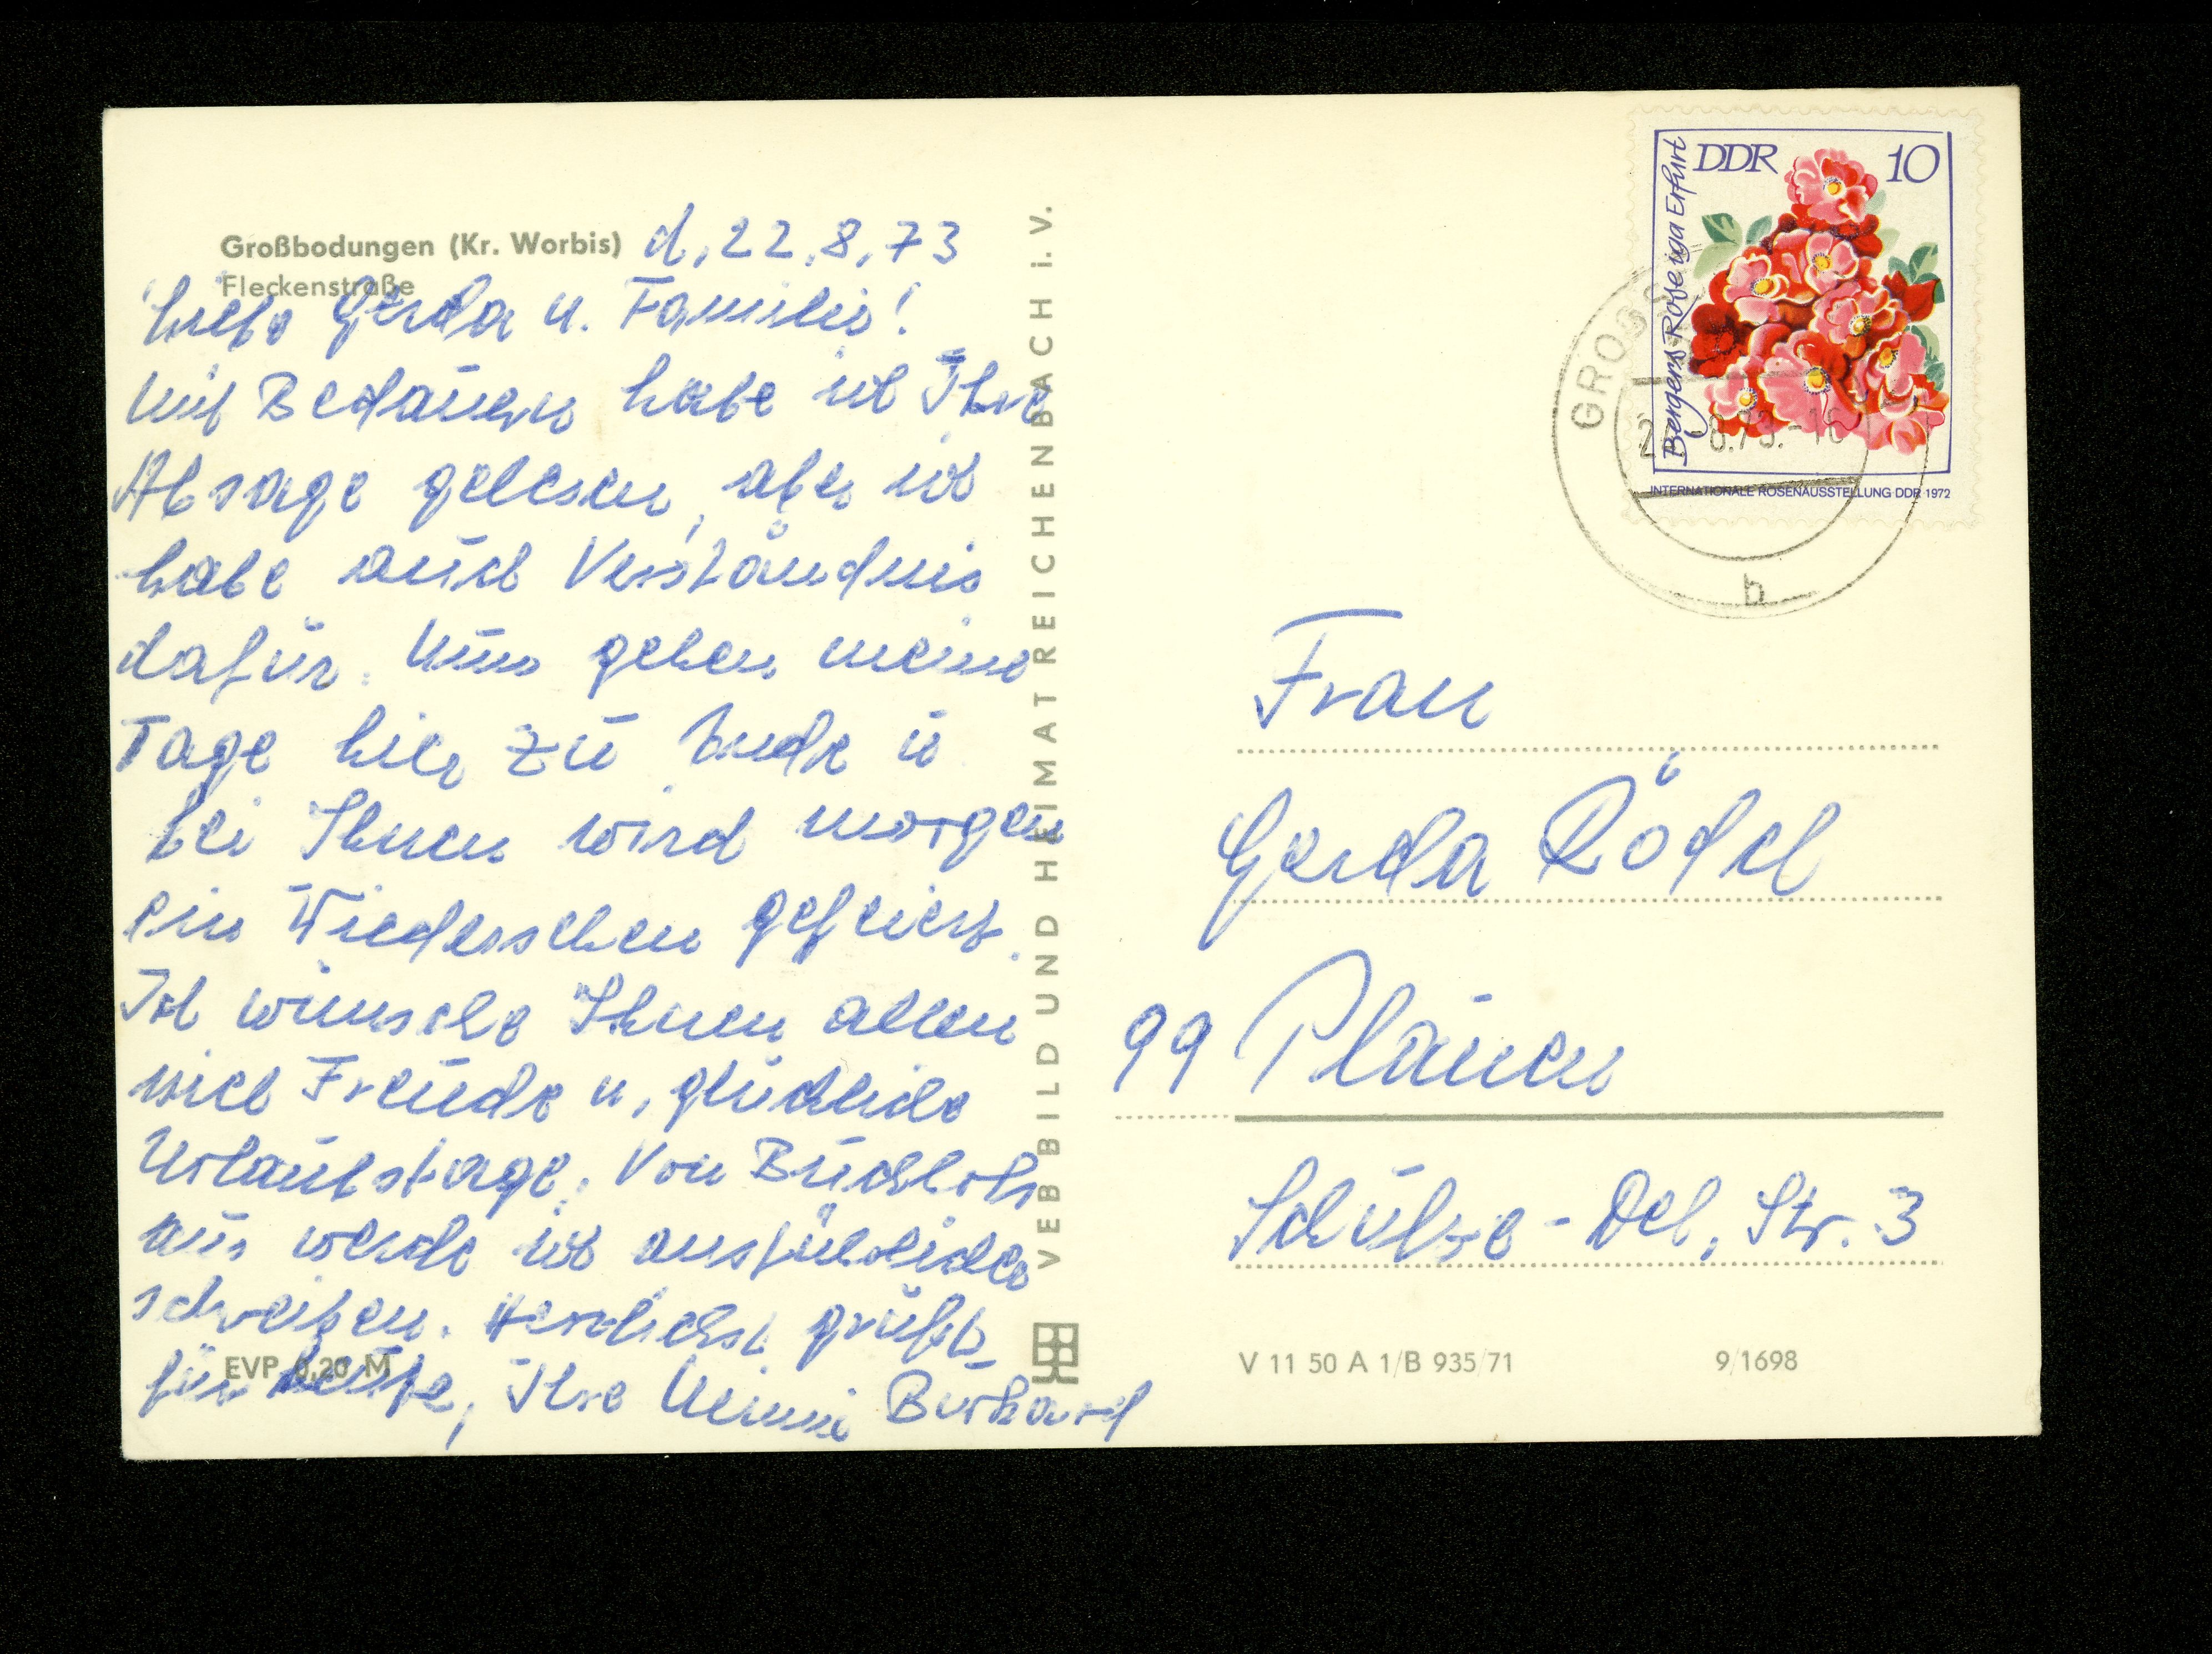 Großbodungen (Kr. Worbis)
Fleckenstraße
d. 22.8.73
Liebe Gerda u. Familie!
Mit Bedauern habe ich Ihre
Absage gelesen, aber ich
habe auch Verständnis
dafür. Nun gehen meine
Tage hier zu Ende u
bei Ihnen wird morgen
ein Wiedersehen gefeiert.
Ich wünsche Ihnen allen
viel Freude u. glückliche
Urlaubstage. Von
aus werde ich ausführlicher
schreiben. Herzlichst grüßt
für heute, Ihre Burkard
EVP 0,20 M
VEB BILD UND HEIMAT REICHENBACH i. V.
DDR 10
Bergers Rose iga Erfurt
INTERNATIONALE ROSENAUSSTELLUNG DDR 1972
8.73.-16
b
Frau
Gerda Rödel
99 Plauen
Schulze-Del. Str. 3
V 11 50 A 1/B 935/71
9/1698